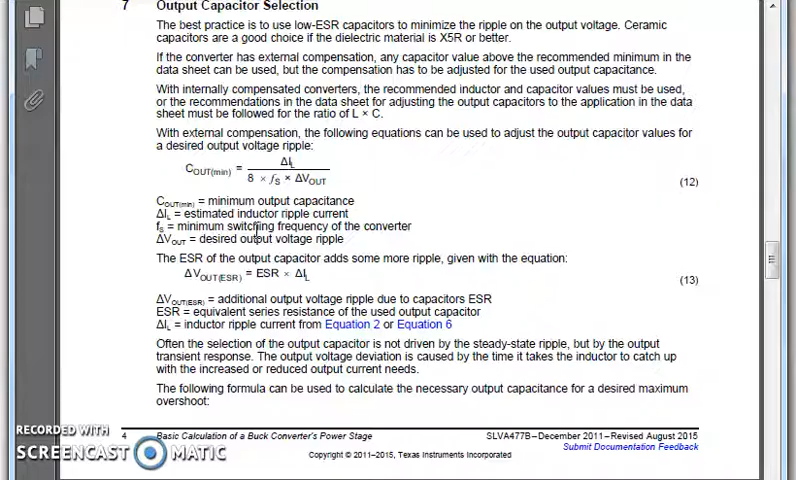 7 Output Capacitor Selection
The best practice is to use low-ESR capacitors to minimize the ripple on the output voltage. Ceramic
capacitors are a good choice if the dielectric material is X5R or better.
If the converter has external compensation, any capacitor value above the recommended minimum in the
data sheet can be used, but the compensation has to be adjusted for the used output capacitance.
With internally compensated converters, the recommended inductor and capacitor values must be used,
or the recommendations in the data sheet for adjusting the output capacitors to the application in the data
sheet must be followed for the ratio of L × C.
With external compensation, the following equations can be used to adjust the output capacitor values for
a desired output voltage ripple:
COUT(min) = ΔIL / 8 × fS × ΔVOUT (12)
COUT(min) = minimum output capacitance
ΔIL = estimated inductor ripple current
fS = minimum switching frequency of the converter
ΔVOUT = desired output voltage ripple
The ESR of the output capacitor adds some more ripple, given with the equation:
ΔVOUT(ESR) = ESR × ΔIL (13)
ΔVOUT(ESR) = additional output voltage ripple due to capacitors ESR
ESR = equivalent series resistance of the used output capacitor
ΔIL = inductor ripple current from Equation 2 or Equation 6
Often the selection of the output capacitor is not driven by the steady-state ripple, but by the output
transient response. The output voltage deviation is caused by the time it takes the inductor to catch up
with the increased or reduced output current needs.
The following formula can be used to calculate the necessary output capacitance for a desired maximum
overshoot:
4 Basic Calculation of a Buck Converter's Power Stage SLVA477B–December 2011–Revised August 2015
Submit Documentation Feedback
Copyright © 2011–2015, Texas Instruments Incorporated
RECORDED WITH
SCREENCAST MATIC